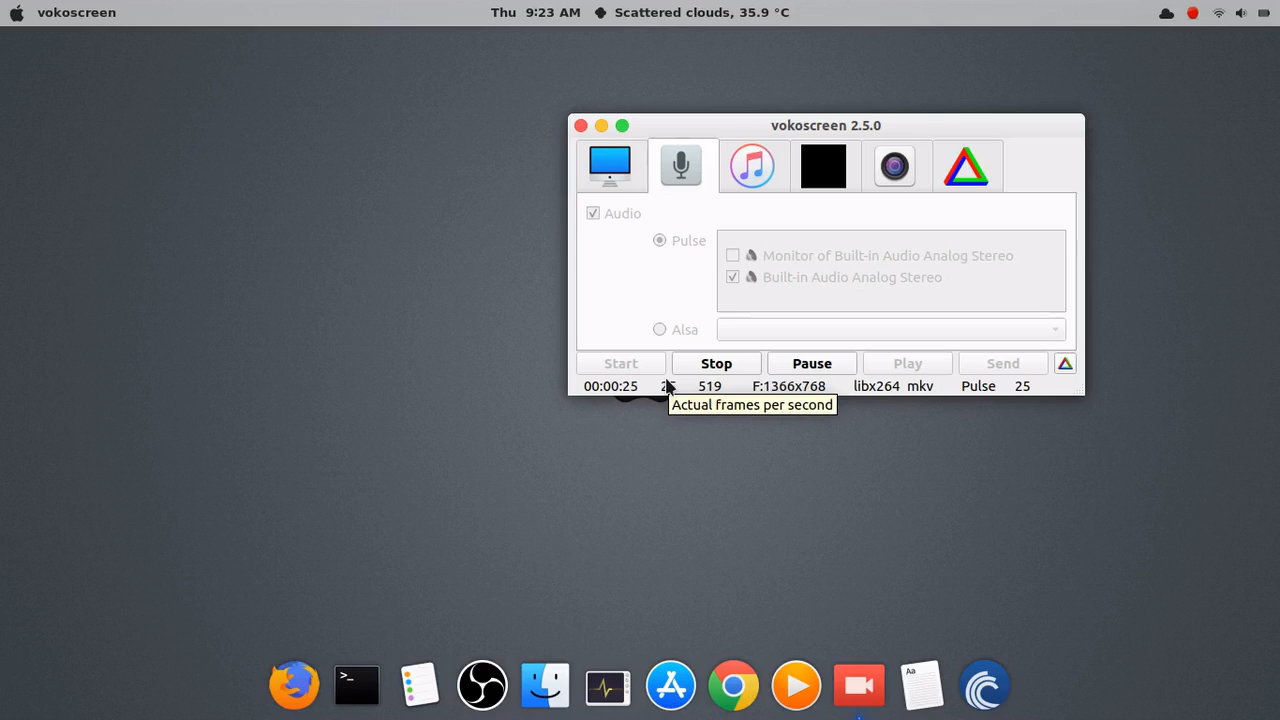 vokoscreen
Thu 9:23 AM Scattered clouds, 35.9 °C
vokoscreen 2.5.0
Audio
Pulse
Monitor of Built-in Audio Analog Stereo
Built-in Audio Analog Stereo
Alsa
Start Stop Pause Play Send
00:00:25 519 F:1366x768 libx264 mkv Pulse 25
Actual frames per second
>_
Aa